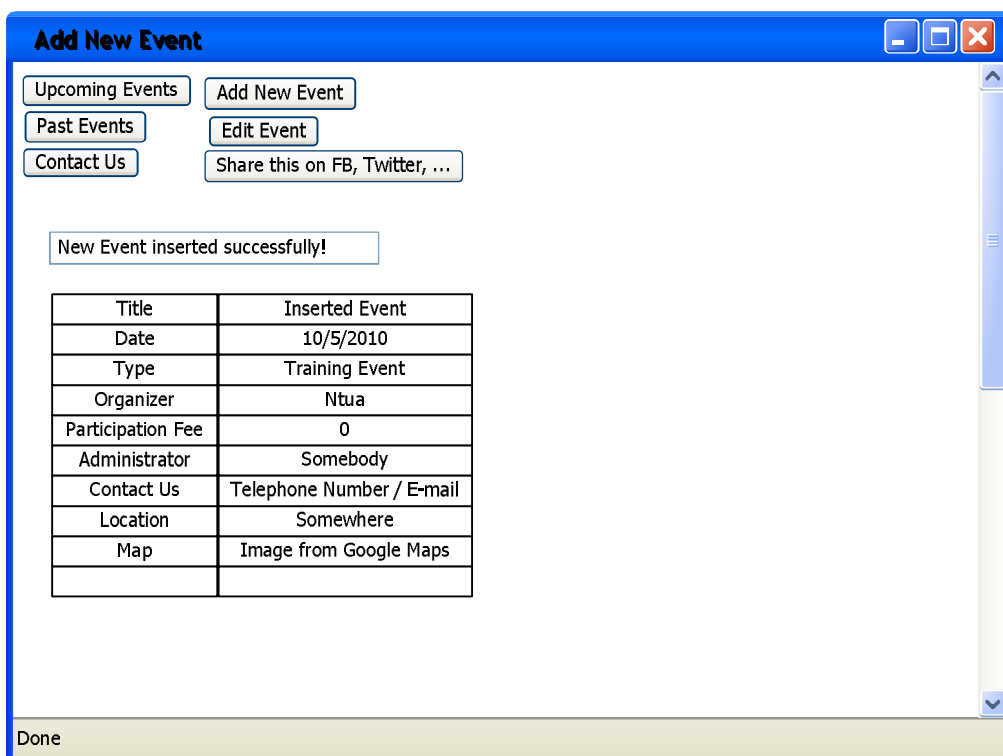 Add New Event
Upcoming Events Add New Event
Past Events Edit Event
Contact Us Share this on FB, Twitter, ...
New Event inserted successfully!
Title Inserted Event
Date 10/5/2010
Type Training Event
Organizer Ntua
Participation Fee 0
Administrator Somebody
Contact Us Telephone Number / E-mail
Location Somewhere
Map Image from Google Maps
Done